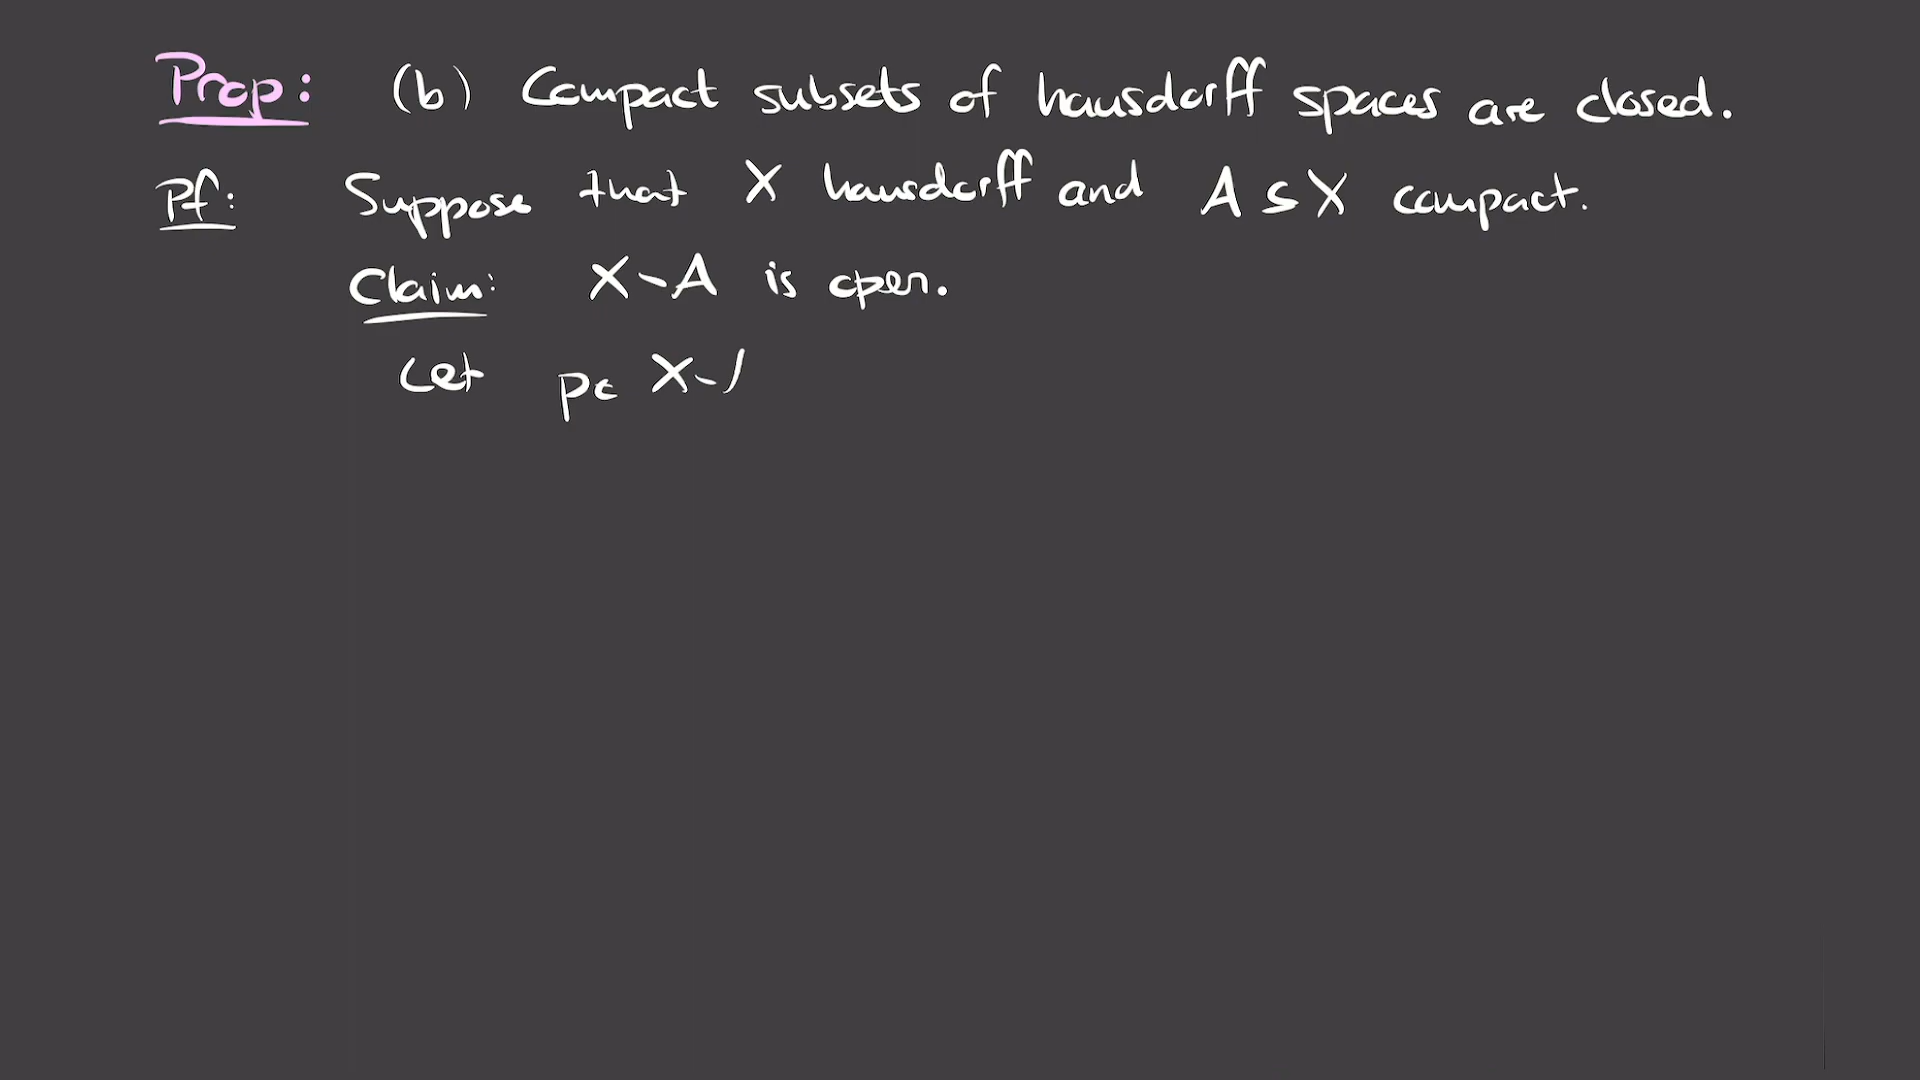 Prop: (b) Compact subsets of hausdorff spaces are closed.
Pf: Suppose that X hausdorff and A ⊆ X compact.
Claim: X∖A is open.
Let p∈ X∖